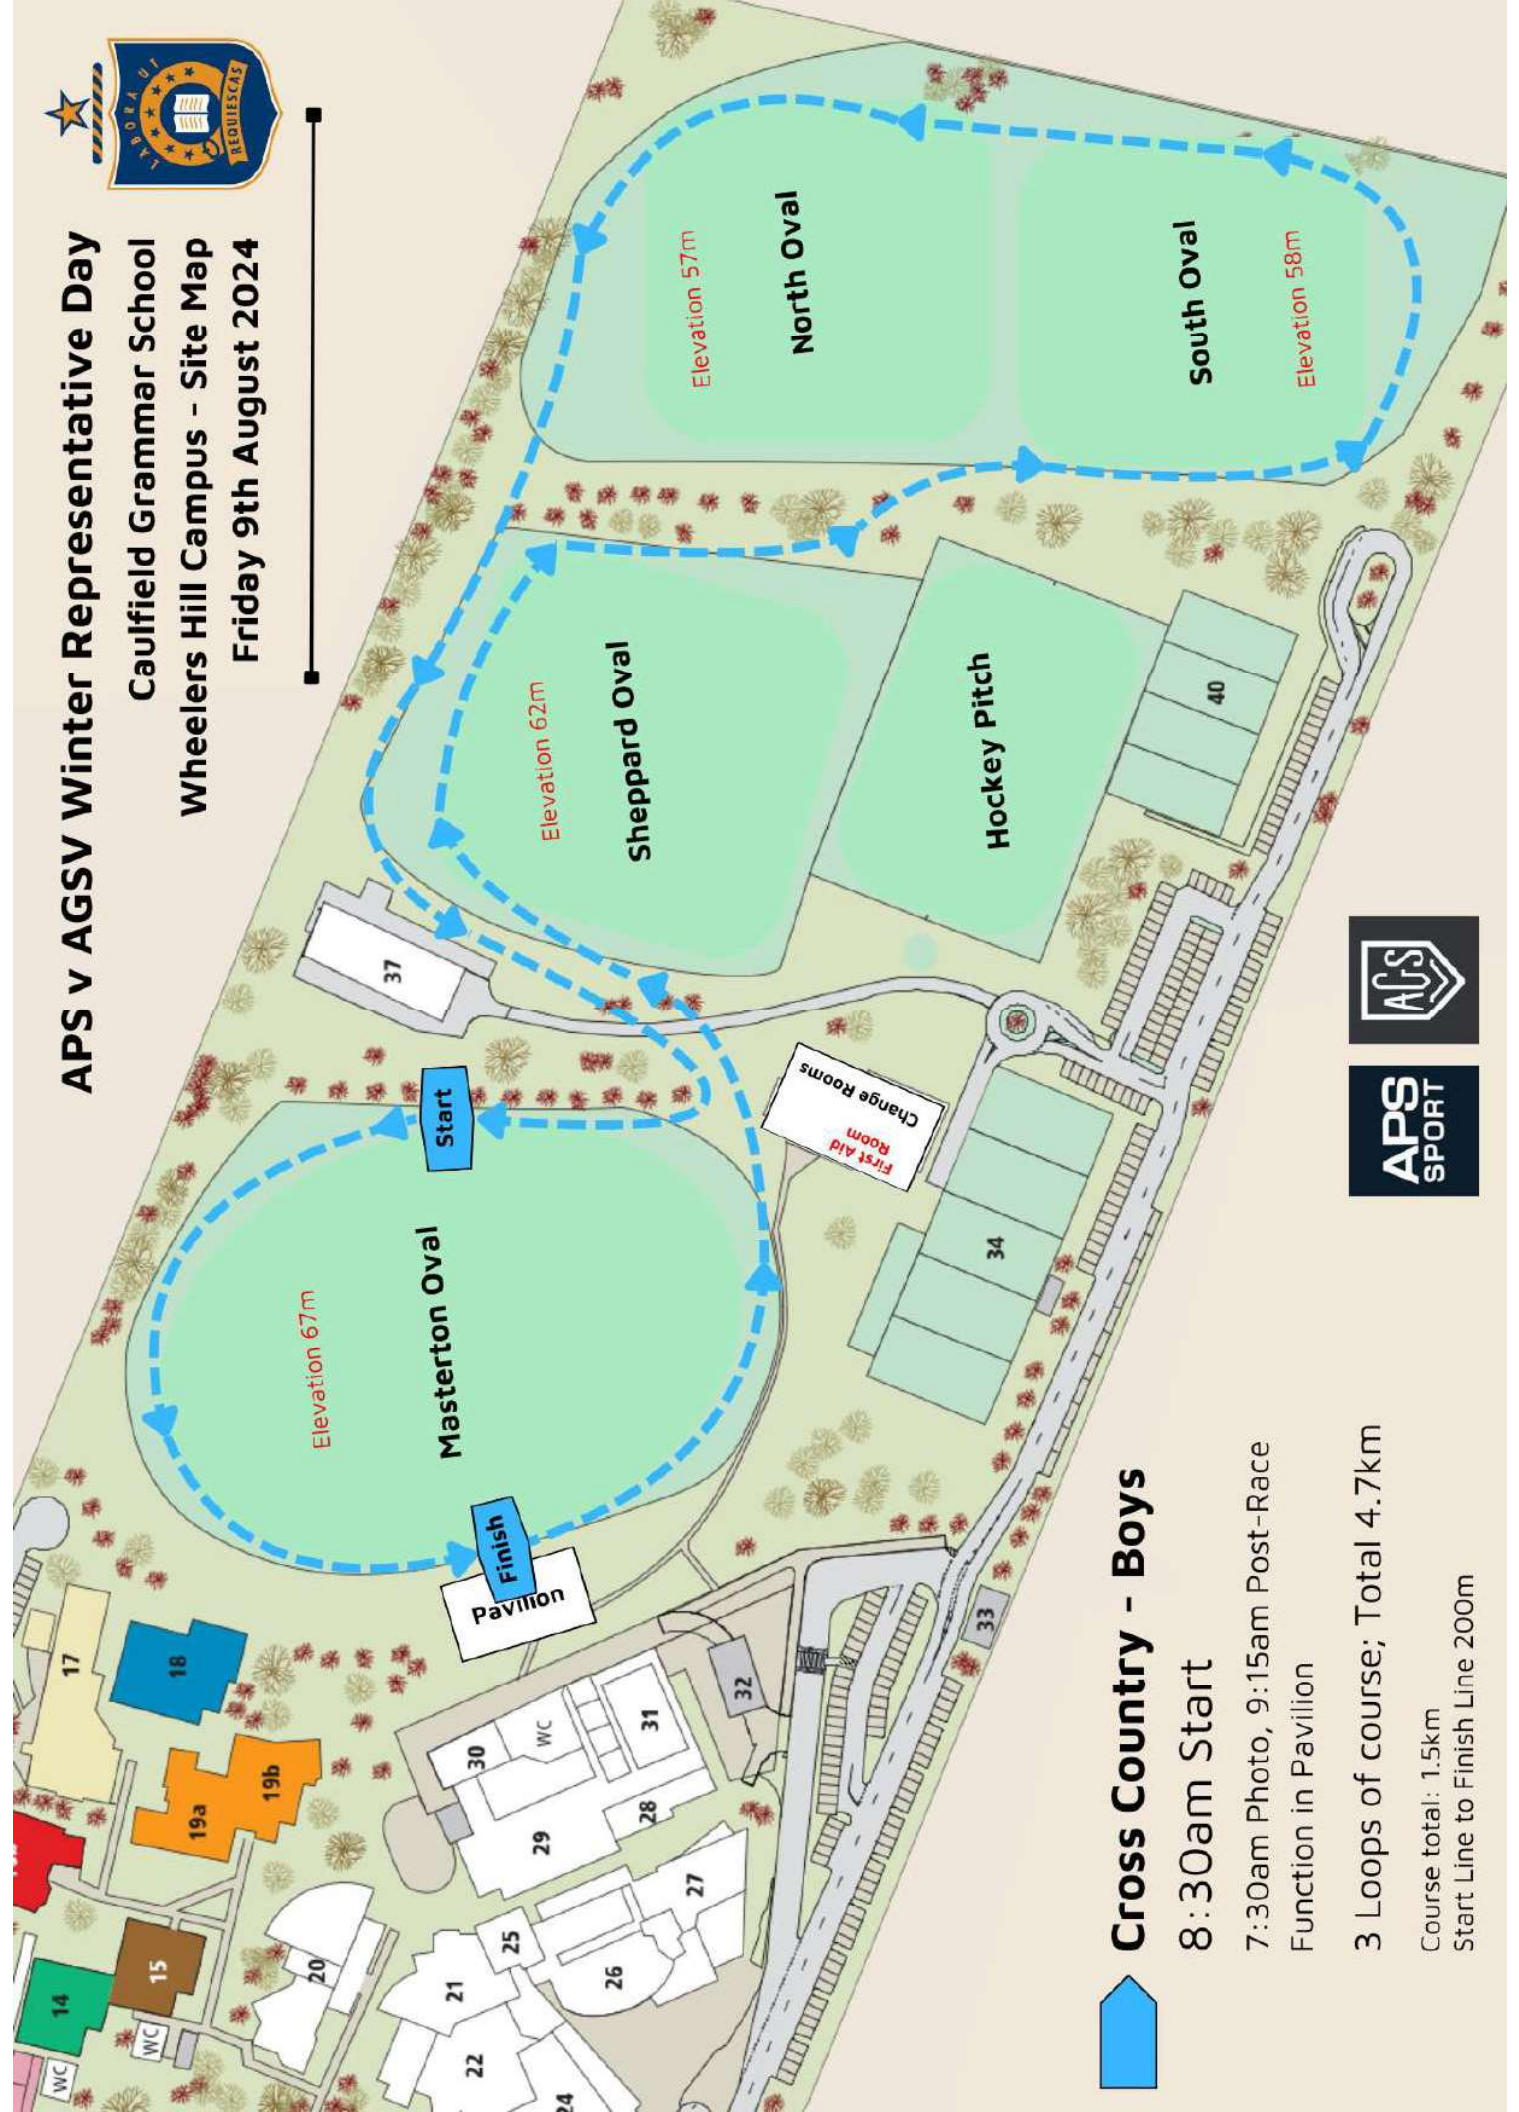 APS v AGSV Winter Representative Day
Caulfield Grammar School
Wheelers Hill Campus - Site Map
Friday 9th August 2024
LABORA UT
REQUIESCAS
17
18
19a
19b
14
15
WC
WC
20
21
22
24
25
26
27
28
29
30
WC
31
32
33
Pavilion
Finish
Elevation 67m
Masterton Oval
Start
37
First Aid
Room
Change Rooms
34
Elevation 62m
Sheppard Oval
Hockey Pitch
40
Elevation 57m
North Oval
South Oval
Elevation 58m
Cross Country - Boys
8:30am Start
7:30am Photo, 9:15am Post-Race
Function in Pavilion
3 Loops of course; Total 4.7km
Course total: 1.5km
Start Line to Finish Line 200m
APS
SPORT
AGS